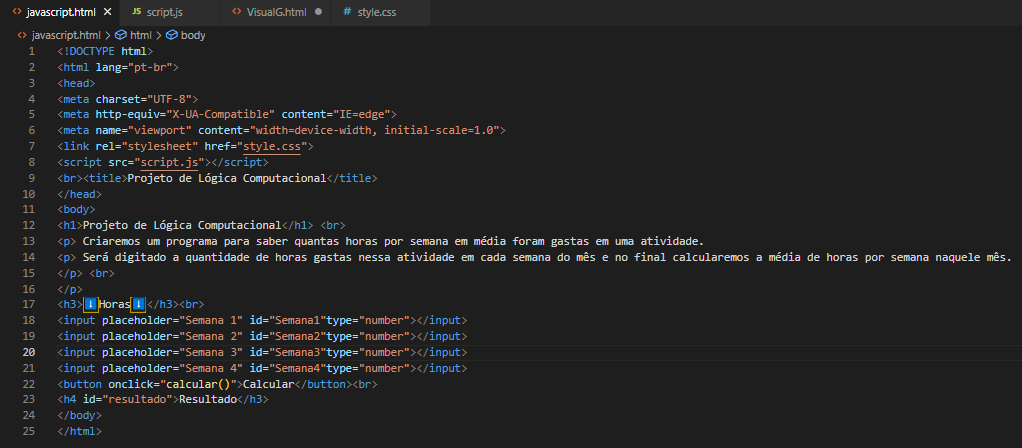 javascript.html JS script.js VisualG.html # style.css
javascript.html > html > body
1 <!DOCTYPE html>
2 <html lang="pt-br">
3 <head>
4 <meta charset="UTF-8">
5 <meta http-equiv="X-UA-Compatible" content="IE=edge">
6 <meta name="viewport" content="width=device-width, initial-scale=1.0">
7 <link rel="stylesheet" href="style.css">
8 <script src="script.js"></script>
9 <br><title>Projeto de Lógica Computacional</title>
10 </head>
11 <body>
12 <h1>Projeto de Lógica Computacional</h1> <br>
13 <p> Criaremos um programa para saber quantas horas por semana em média foram gastas em uma atividade.
14 <p> Será digitado a quantidade de horas gastas nessa atividade em cada semana do mês e no final calcularemos a média de horas por semana naquele mês.
15 </p> <br>
16 </p>
17 <h3>⬇Horas⬇</h3><br>
18 <input placeholder="Semana 1" id="Semana1"type="number"></input>
19 <input placeholder="Semana 2" id="Semana2"type="number"></input>
20 <input placeholder="Semana 3" id="Semana3"type="number"></input>
21 <input placeholder="Semana 4" id="Semana4"type="number"></input>
22 <button onclick="calcular()">Calcular</button><br>
23 <h4 id="resultado">Resultado</h3>
24 </body>
25 </html>